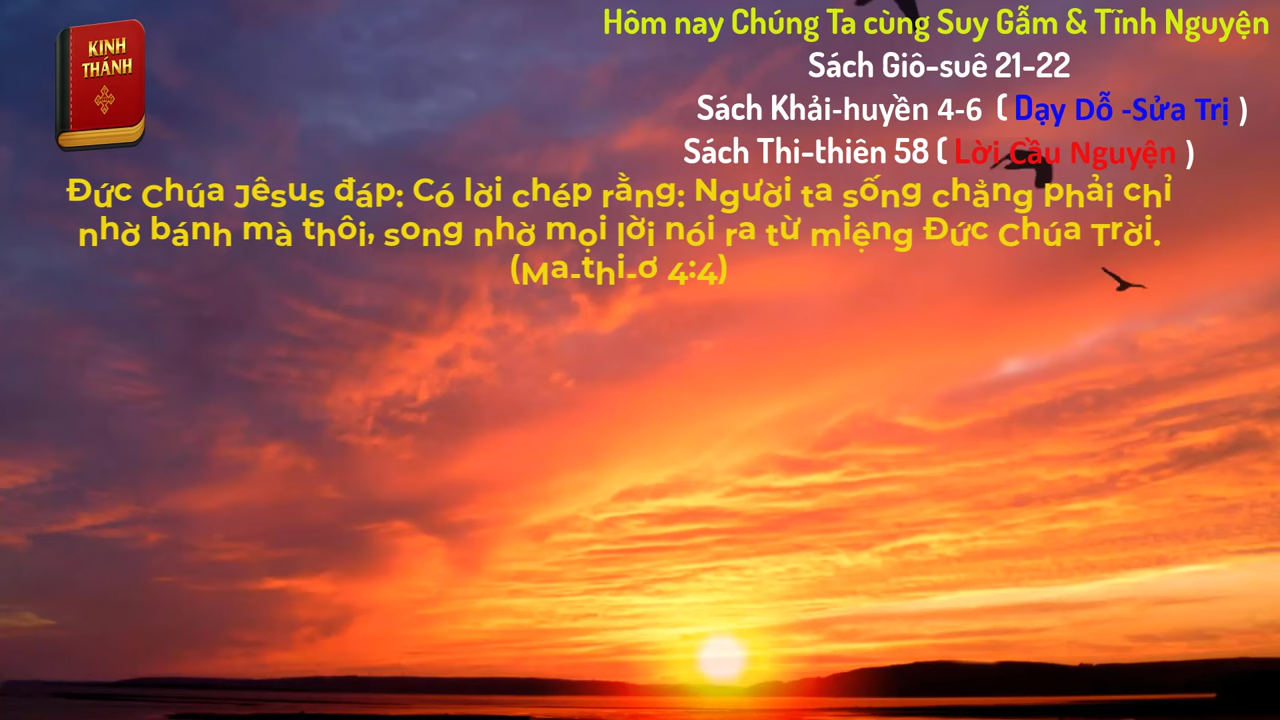 KINH
THÁNH
Hôm nay Chúng Ta cùng Suy Gẫm & Tĩnh Nguyện
Sách Giô-suê 21-22
Sách Khải-huyền 4-6 ( Dạy Dỗ -Sửa Trị )
Sách Thi-thiên 58 ( Lời Cầu Nguyện )
Đức Chúa Jêsus đáp: Có lời chép rằng: Người ta sống chẳng phải chỉ
nhờ bánh mà thôi, song nhờ mọi lời nói ra từ miệng Đức Chúa Trời.
(Ma-thi-ơ 4:4)